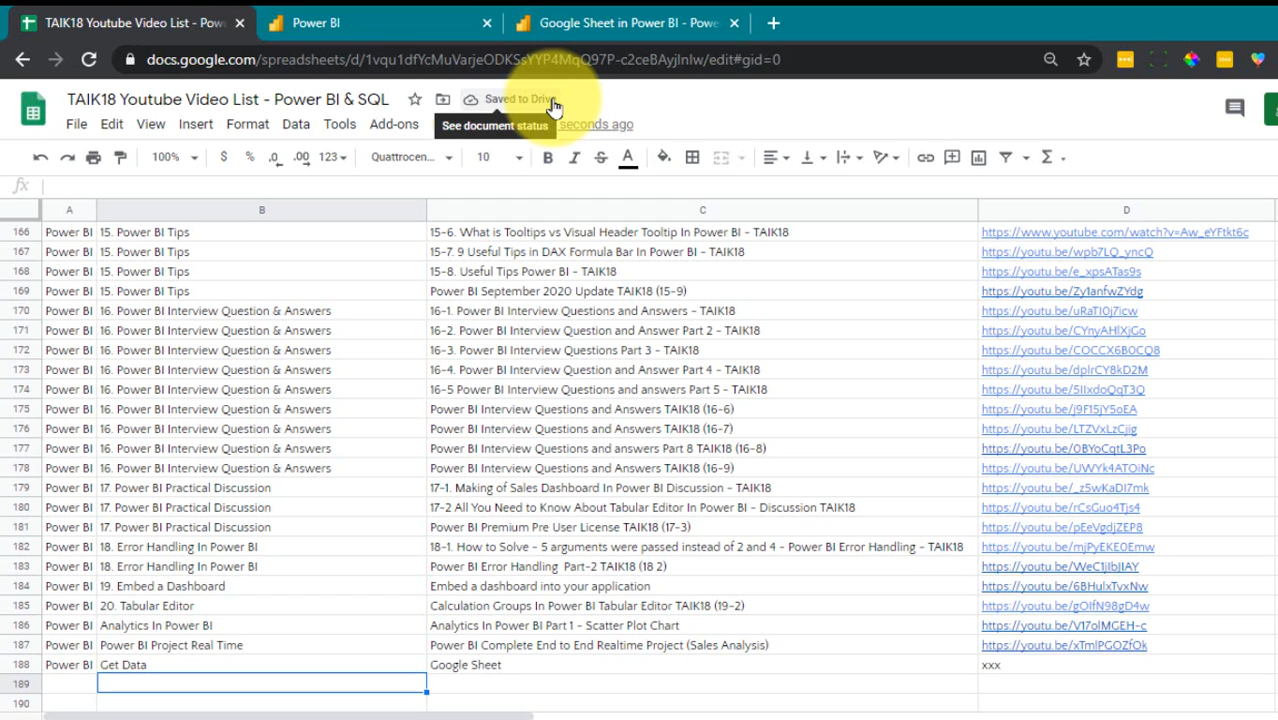 TAIK18 Youtube Video List - Pow
Power BI
Google Sheet in Power BI - Powe
docs.google.com/spreadsheets/d/1vqu1dfYcMuVarjeODKSsYYP4MqQ97P-c2ceBAyjlnlw/edit#gid=0
TAIK18 Youtube Video List - Power BI & SQL
Saved to Drive
File Edit View Insert Format Data Tools Add-ons
See document status
seconds ago
100% $ % .0 .00 123 Quattrocen... 10 B I S A
fx
A B C D
166 Power BI 15. Power BI Tips 15-6. What is Tooltips vs Visual Header Tooltip In Power BI - TAIK18 https://www.youtube.com/watch?v=Aw_eYFtkt6c
167 Power BI 15. Power BI Tips 15-7. 9 Useful Tips in DAX Formula Bar In Power BI - TAIK18 https://youtu.be/wpb7LQ_yncQ
168 Power BI 15. Power BI Tips 15-8. Useful Tips Power BI - TAIK18 https://youtu.be/e_xpsATas9s
169 Power BI 15. Power BI Tips Power BI September 2020 Update TAIK18 (15-9) https://youtu.be/Zy1anfwZYdg
170 Power BI 16. Power BI Interview Question & Answers 16-1. Power BI Interview Questions and Answers - TAIK18 https://youtu.be/uRaTI0j7icw
171 Power BI 16. Power BI Interview Question & Answers 16-2. Power BI Interview Question and Answer Part 2 - TAIK18 https://youtu.be/CYnyAHlXjGo
172 Power BI 16. Power BI Interview Question & Answers 16-3. Power BI Interview Questions Part 3 - TAIK18 https://youtu.be/COCCX6B0CQ8
173 Power BI 16. Power BI Interview Question & Answers 16-4. Power BI Interview Question and Answer Part 4 - TAIK18 https://youtu.be/dplrCY8kD2M
174 Power BI 16. Power BI Interview Question & Answers 16-5 Power BI Interview Questions and answers Part 5 - TAIK18 https://youtu.be/5IIxdoQqT3Q
175 Power BI 16. Power BI Interview Question & Answers Power BI Interview Questions and Answers TAIK18 (16-6) https://youtu.be/j9F15jY5oEA
176 Power BI 16. Power BI Interview Question & Answers Power BI Interview Questions and Answers TAIK18 (16-7) https://youtu.be/LTZVxLzCjig
177 Power BI 16. Power BI Interview Question & Answers Power BI Interview Questions and answers Part 8 TAIK18 (16-8) https://youtu.be/0BYoCqtL3Po
178 Power BI 16. Power BI Interview Question & Answers Power BI Interview Questions and answers TAIK18 (16-9) https://youtu.be/UWYk4ATOiNc
179 Power BI 17. Power BI Practical Discussion 17-1. Making of Sales Dashboard In Power BI Discussion - TAIK18 https://youtu.be/_z5wKaDI7mk
180 Power BI 17. Power BI Practical Discussion 17-2 All You Need to Know About Tabular Editor In Power BI - Discussion TAIK18 https://youtu.be/rCsGuo4Tjs4
181 Power BI 17. Power BI Practical Discussion Power BI Premium Pre User License TAIK18 (17-3) https://youtu.be/pEeVgdjZEP8
182 Power BI 18. Error Handling In Power BI 18-1. How to Solve - 5 arguments were passed instead of 2 and 4 - Power BI Error Handling - TAIK18 https://youtu.be/mjPyEKE0Emw
183 Power BI 18. Error Handling In Power BI Power BI Error Handling Part-2 TAIK18 (18 2) https://youtu.be/WeC1jIbJIAY
184 Power BI 19. Embed a Dashboard Embed a dashboard into your application https://youtu.be/6BHulxTvxNw
185 Power BI 20. Tabular Editor Calculation Groups In Power BI Tabular Editor TAIK18 (19-2) https://youtu.be/gOIfN98gD4w
186 Power BI Analytics In Power BI Analytics In Power BI Part 1 - Scatter Plot Chart https://youtu.be/V17olMGEH-c
187 Power BI Power BI Project Real Time Power BI Complete End to End Realtime Project (Sales Analysis) https://youtu.be/xTmlPGOZfOk
188 Power BI Get Data Google Sheet xxx
189
190